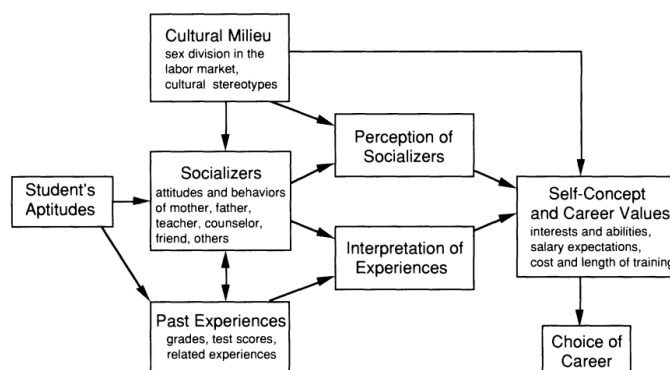 Cultural Milieu
sex division in the
labor market,
cultural stereotypes
Perception of
Socializers
Socializers
attitudes and behaviors
of mother, father,
teacher, counselor,
friend, others
Student's
Aptitudes
Self-Concept
and Career Values
interests and abilities,
salary expectations,
cost and length of training
Interpretation of
Experiences
Past Experiences
grades, test scores,
related experiences
Choice of
Career